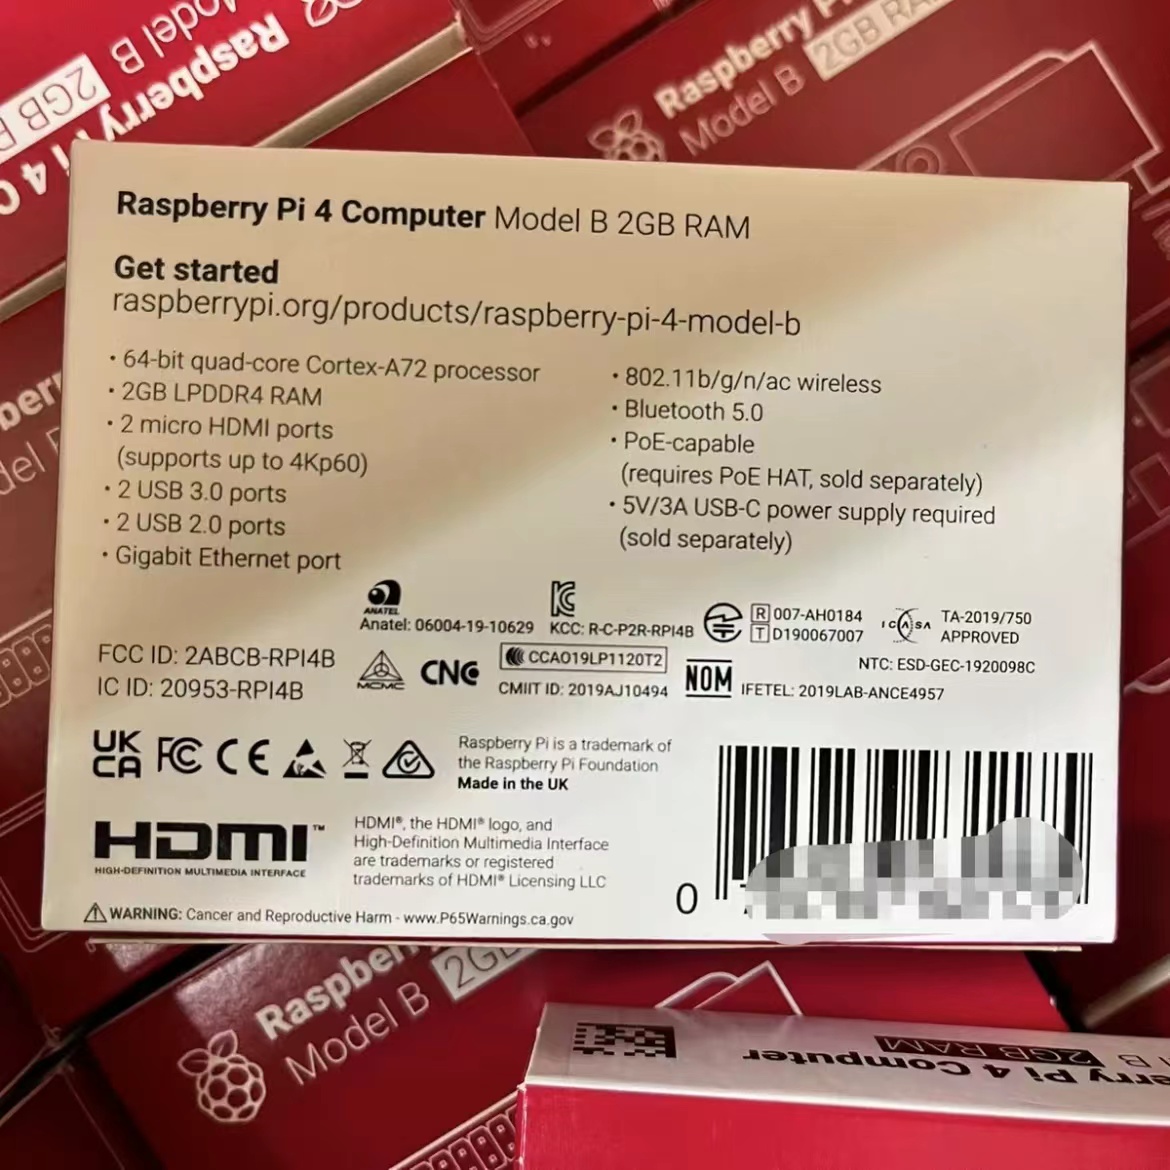 Raspberry Pi 4 C
Model B 2GB R
Raspberry Pi
Model B 2GB RA
Raspberry Pi 4 Computer Model B 2GB RAM
Get started
raspberrypi.org/products/raspberry-pi-4-model-b
• 64-bit quad-core Cortex-A72 processor
• 2GB LPDDR4 RAM
• 2 micro HDMI ports
(supports up to 4Kp60)
• 2 USB 3.0 ports
• 2 USB 2.0 ports
• Gigabit Ethernet port
• 802.11b/g/n/ac wireless
• Bluetooth 5.0
• PoE-capable
(requires PoE HAT, sold separately)
• 5V/3A USB-C power supply required
(sold separately)
ANATEL
Anatel: 06004-19-10629
KCC: R-C-P2R-RPI4B
R 007-AH0184
T D190067007
ICASA
TA-2019/750
APPROVED
NTC: ESD-GEC-1920098C
FCC ID: 2ABCB-RPI4B
IC ID: 20953-RPI4B
MCMC
CNC
CCAO19LP1120T2
CMIIT ID: 2019AJ10494
NOM
IFETEL: 2019LAB-ANCE4957
UK
CA
FC CE
Raspberry Pi is a trademark of
the Raspberry Pi Foundation
Made in the UK
HDMI™
HIGH-DEFINITION MULTIMEDIA INTERFACE
HDMI®, the HDMI® logo, and
High-Definition Multimedia Interface
are trademarks or registered
trademarks of HDMI® Licensing LLC
0
WARNING: Cancer and Reproductive Harm - www.P65Warnings.ca.gov
Raspberr
Model B 2G
erry Pi 4 Computer
B 2GB RAM